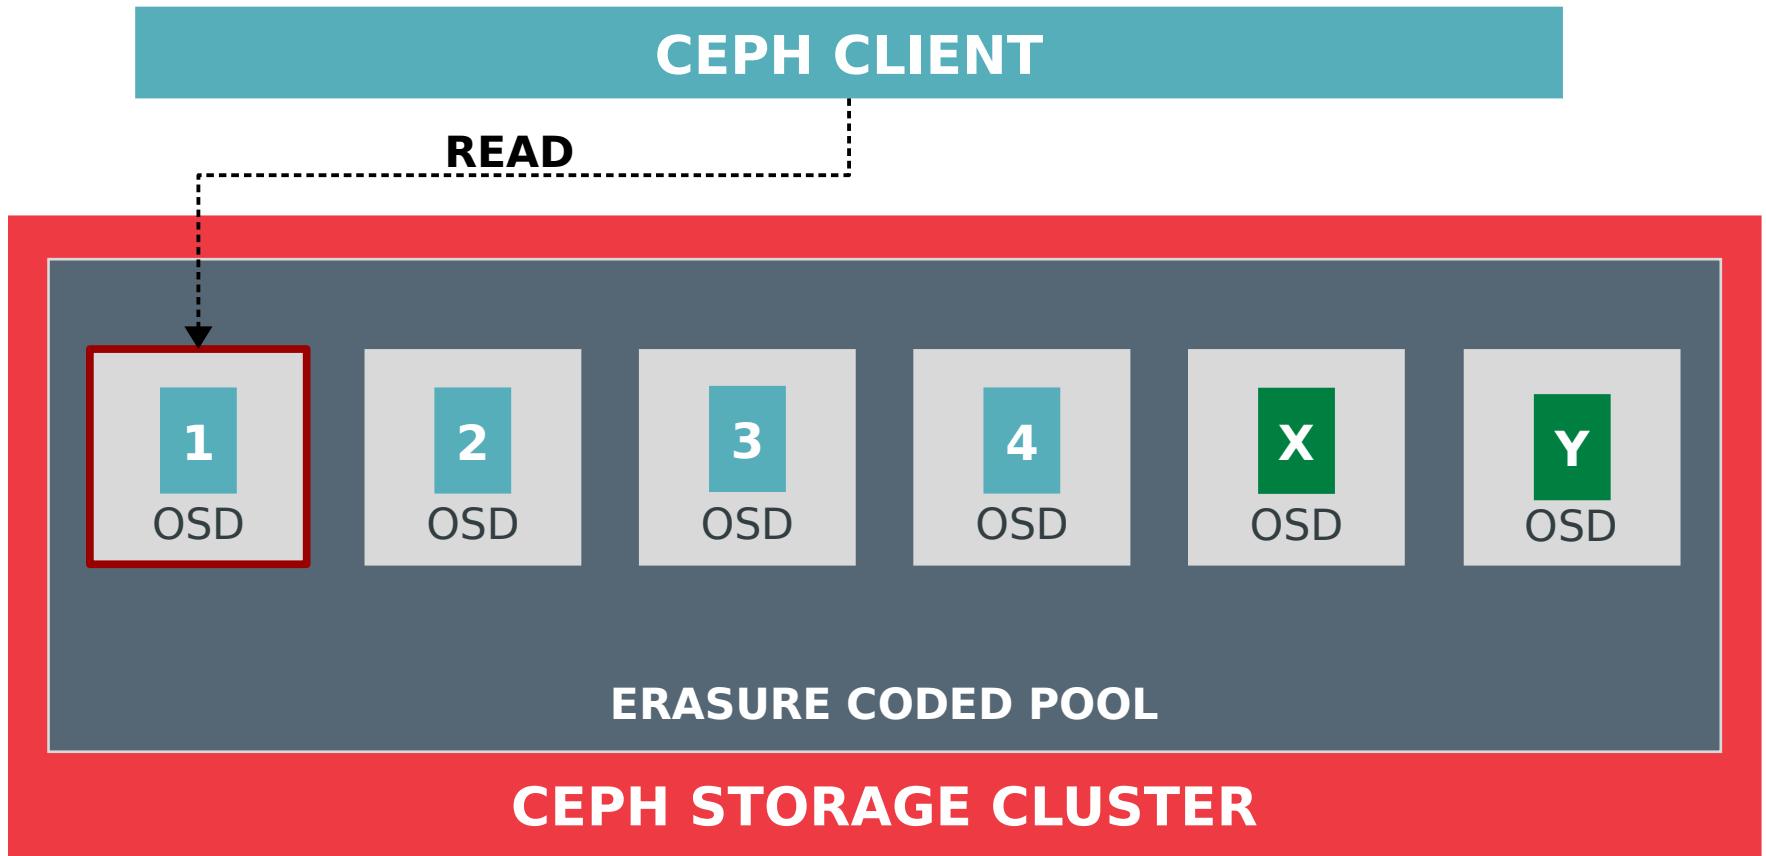 CEPH CLIENT
READ
1
OSD
2
OSD
3
OSD
4
OSD
X
OSD
Y
OSD
ERASURE CODED POOL
CEPH STORAGE CLUSTER